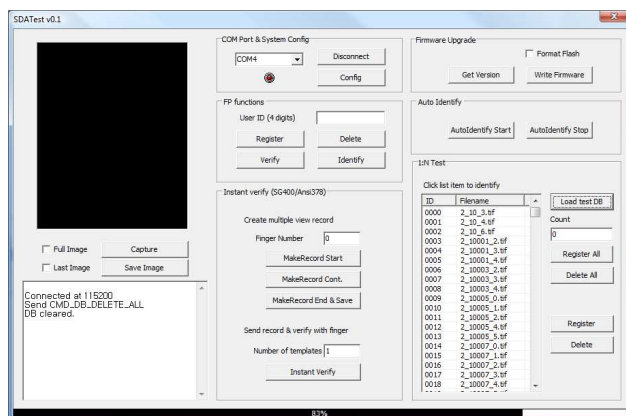 SDATest v0.1
COM Port & System Config
COM4
Disconnect
Config
FP functions
User ID (4 digits)
Register
Delete
Verify
Identify
Instant verify (SG400/Ansi378)
Create multiple view record
Finger Number 0
MakeRecord Start
MakeRecord Cont.
MakeRecord End & Save
Send record & verify with finger
Number of templates 1
Instant Verify
Full Image
Capture
Last Image
Save Image
Connected at 115200
Send CMD_DB_DELETE_ALL
DB cleared.
Firmware Upgrade
Format Flash
Get Version
Write Firmware
Auto Identify
AutoIdentify Start
AutoIdentify Stop
1:N Test
Click list item to identify
ID Filename
0000 2_10_3.tif
0001 2_10_4.tif
0002 2_10_6.tif
0003 2_10001_2.tif
0004 2_10001_3.tif
0005 2_10001_4.tif
0006 2_10003_2.tif
0007 2_10003_3.tif
0008 2_10003_4.tif
0009 2_10005_0.tif
0010 2_10005_1.tif
0011 2_10005_2.tif
0012 2_10005_4.tif
0013 2_10005_5.tif
0014 2_10007_0.tif
0015 2_10007_1.tif
0016 2_10007_2.tif
0017 2_10007_3.tif
0018 2_10007_4.tif
Load test DB
Count
0
Register All
Delete All
Register
Delete
83%